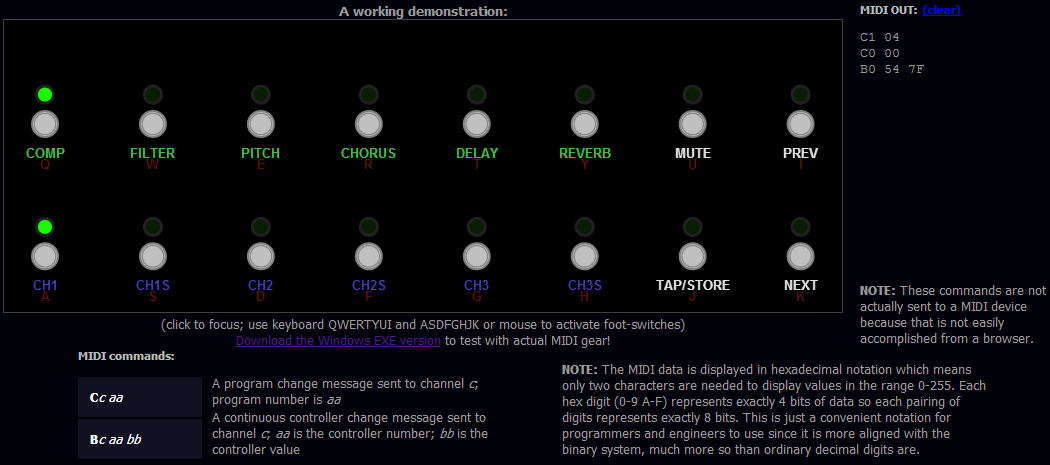 A working demonstration:
MIDI OUT: (clear)
C1 04
C0 00
B0 54 7F
COMP FILTER PITCH CHORUS DELAY REVERB MUTE PREV
Q W E R T Y U I
CH1 CH1S CH2 CH2S CH3 CH3S TAP/STORE NEXT
A S D F G H J K
NOTE: These commands are not
actually sent to a MIDI device
because that is not easily
accomplished from a browser.
(click to focus; use keyboard QWERTYUI and ASDFGHJK or mouse to activate foot-switches)
Download the Windows EXE version to test with actual MIDI gear!
MIDI commands:
Cc aa
A program change message sent to channel c;
program number is aa
Bc aa bb
A continuous controller change message sent to
channel c; aa is the controller number; bb is the
controller value
NOTE: The MIDI data is displayed in hexadecimal notation which means
only two characters are needed to display values in the range 0-255. Each
hex digit (0-9 A-F) represents exactly 4 bits of data so each pairing of
digits represents exactly 8 bits. This is just a convenient notation for
programmers and engineers to use since it is more aligned with the
binary system, much more so than ordinary decimal digits are.